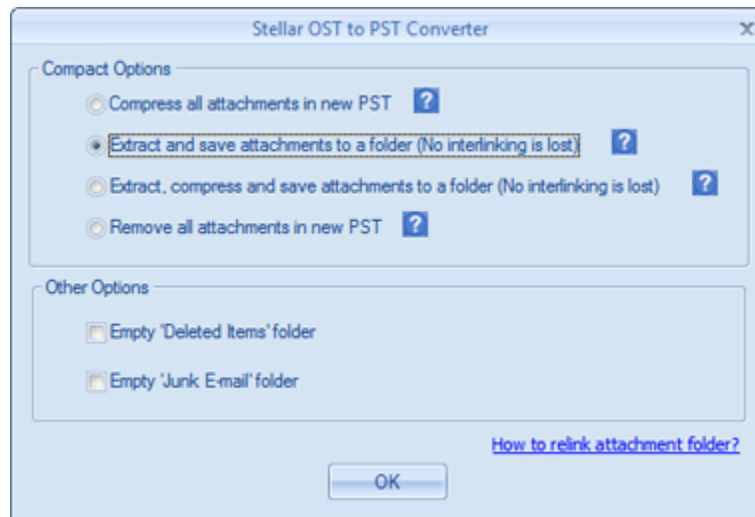 Stellar OST to PST Converter
x
Compact Options
Compress all attachments in new PST ?
Extract and save attachments to a folder (No interlinking is lost) ?
Extract, compress and save attachments to a folder (No interlinking is lost) ?
Remove all attachments in new PST ?
Other Options
Empty 'Deleted Items' folder
Empty 'Junk E-mail' folder
How to relink attachment folder?
OK